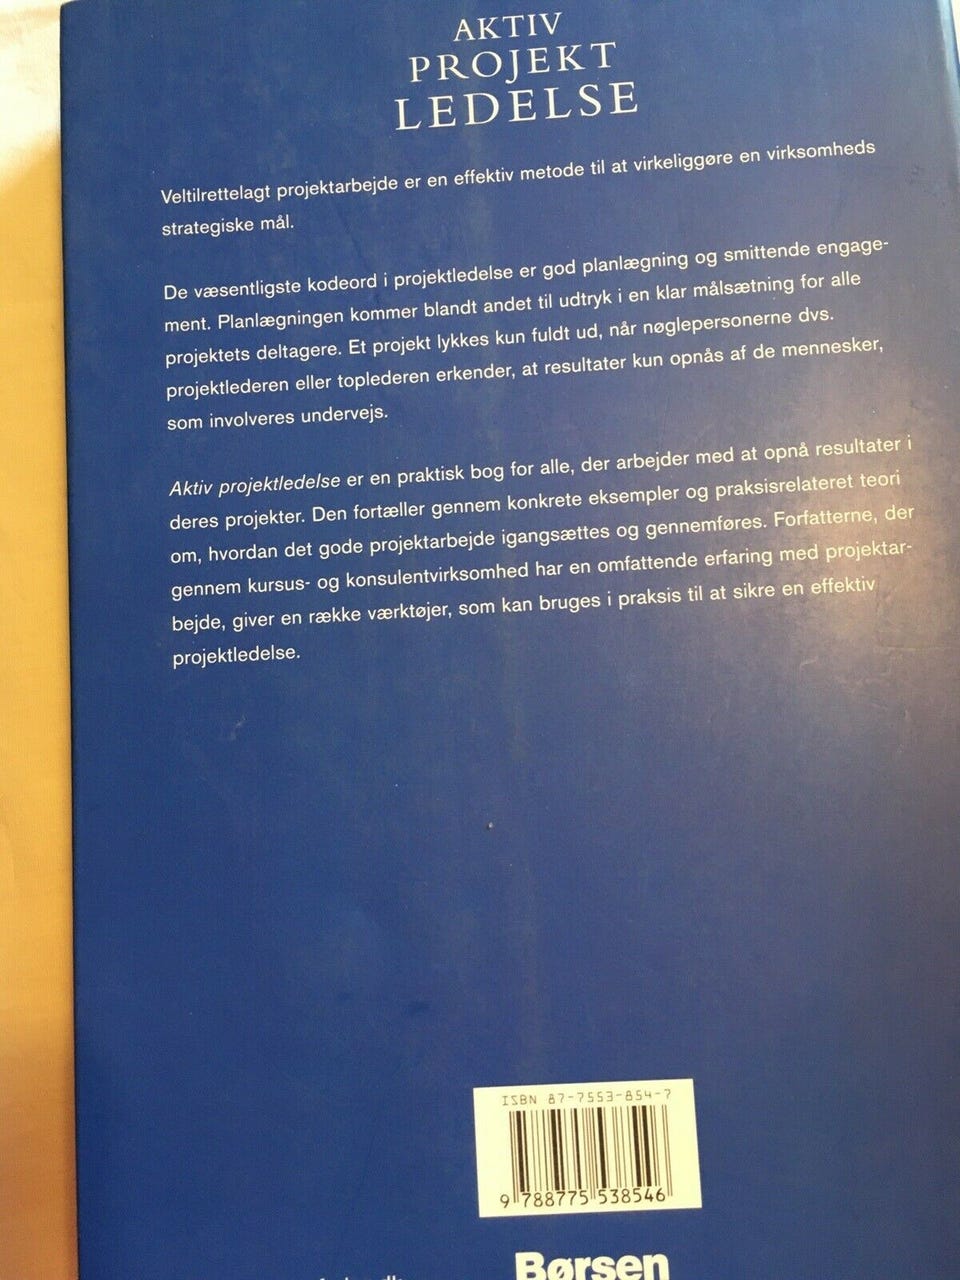 AKTIV
PROJEKT
LEDELSE
Veltilrettelagt projektarbejde er en effektiv metode til at virkeliggøre en virksomheds
strategiske mål.
De væsentligste kodeord i projektledelse er god planlægning og smittende engage-
ment. Planlægningen kommer blandt andet til udtryk i en klar målsætning for alle
projektets deltagere. Et projekt lykkes kun fuldt ud, når nøglepersonerne dvs.
projektlederen eller toplederen erkender, at resultater kun opnås af de mennesker,
som involveres undervejs.
Aktiv projektledelse er en praktisk bog for alle, der arbejder med at opnå resultater i
deres projekter. Den fortæller gennem konkrete eksempler og praksisrelateret teori
om, hvordan det gode projektarbejde igangsættes og gennemføres. Forfatterne, der
gennem kursus- og konsulentvirksomhed har en omfattende erfaring med projektar-
bejde, giver en række værktøjer, som kan bruges i praksis til at sikre en effektiv
projektledelse.
ISBN 87-7553-854-7
9 788775 538546
Børsen